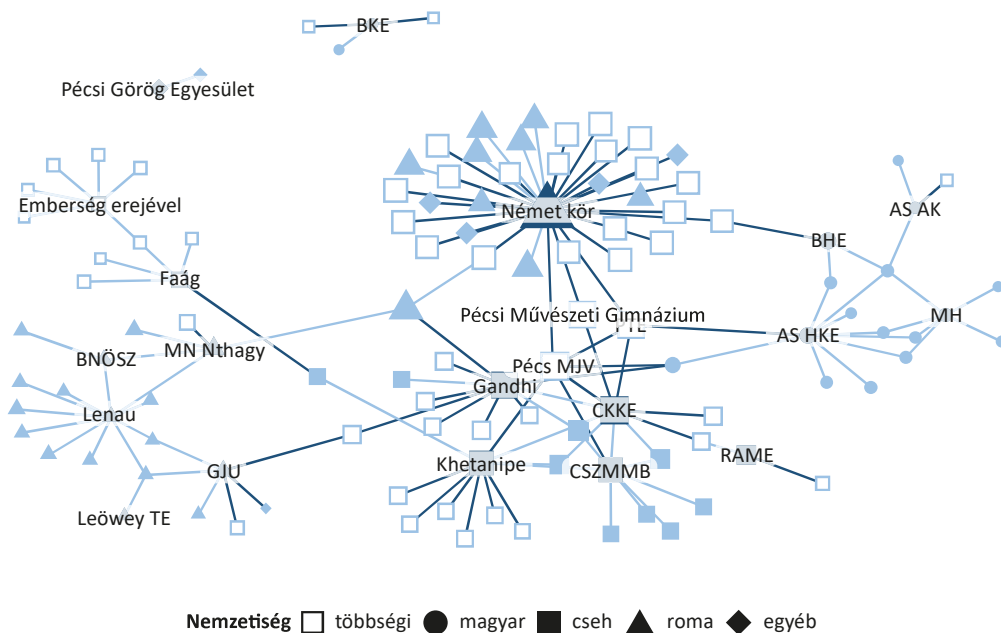 BKE
Pécsi Görög Egyesület
Emberség erejével
Német kör
AS AK
BHE
Faág
Pécsi Művészeti Gimnázium
PTE
MH
AS HKE
MN Nthagy
BNÖSZ
Pécs MJV
Gandhi
Lenau
CKKE
RAME
GJU
Khetanipe
CSZMMB
Leöwey TE
Nemzetiség többségi magyar cseh roma egyéb